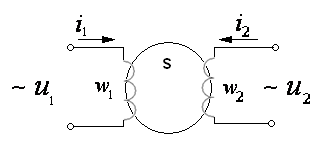 i₁ i₂
S
~ u₁ w₁ w₂ ~ u₂